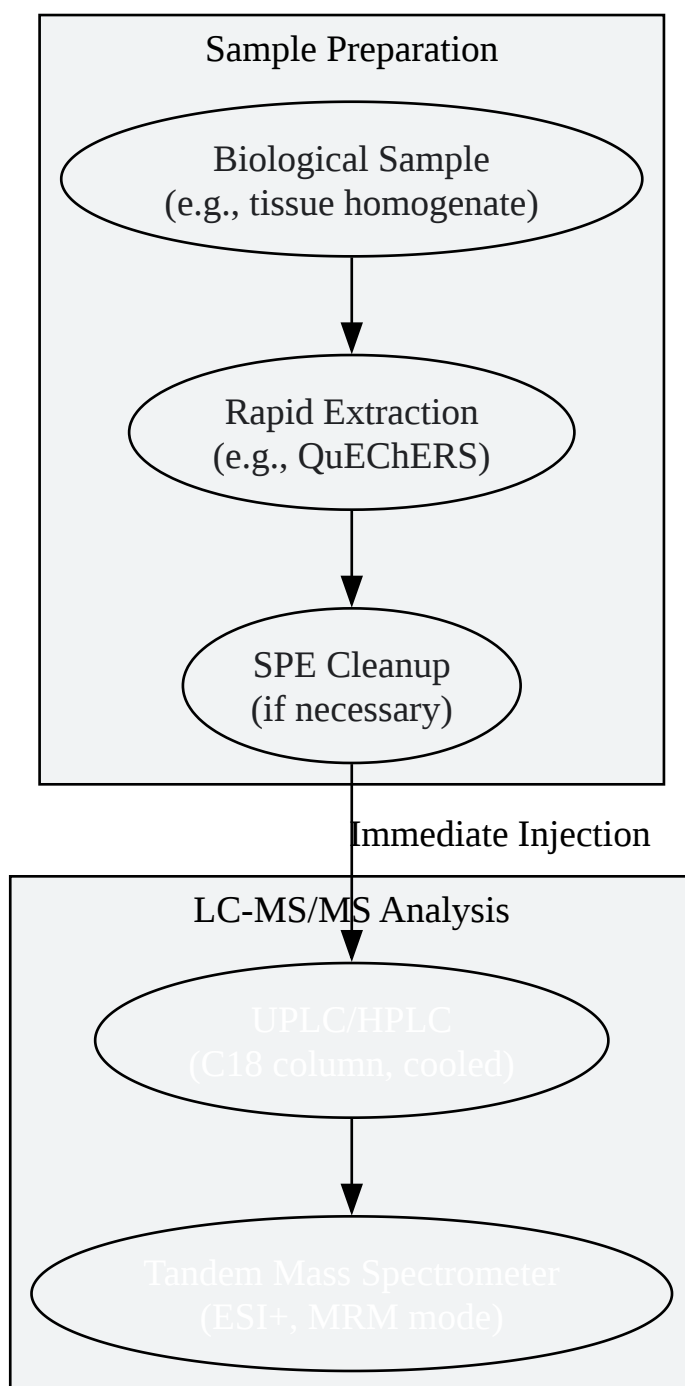 Sample Preparation
Biological Sample
(e.g., tissue homogenate)
Rapid Extraction
(e.g., QuEChERS)
SPE Cleanup
(if necessary)
Immediate Injection
LC-MS/MS Analysis
UPLC/HPLC
(C18 column, cooled)
Tandem Mass Spectrometer
(ESI+, MRM mode)